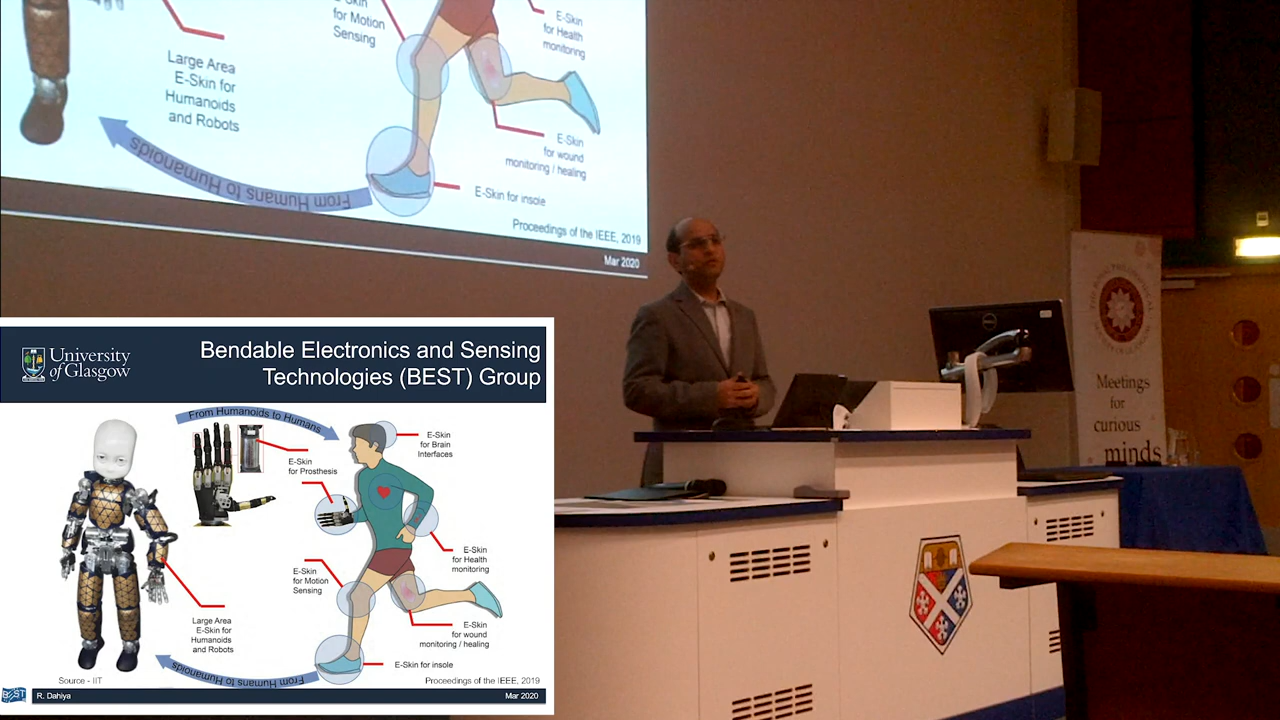 E-Skin
for Motion
Sensing
E-Skin
for Health
monitoring
Large Area
E-Skin for
Humanoids
and Robots
E-Skin
for wound
monitoring / healing
From Humans to Humanoids
E-Skin for insole
Proceedings of the IEEE, 2019
Mar 2020
DELL
Meetings
for
curious
minds
University
of Glasgow
Bendable Electronics and Sensing
Technologies (BEST) Group
From Humanoids to Humans
E-Skin
for Brain
Interfaces
E-Skin
for Prosthesis
E-Skin
for Health
monitoring
E-Skin
for Motion
Sensing
Large Area
E-Skin for
Humanoids
and Robots
E-Skin
for wound
monitoring / healing
From Humans to Humanoids
E-Skin for insole
Source - IIT
Proceedings of the IEEE, 2019
BEST
R. Dahiya
Mar 2020